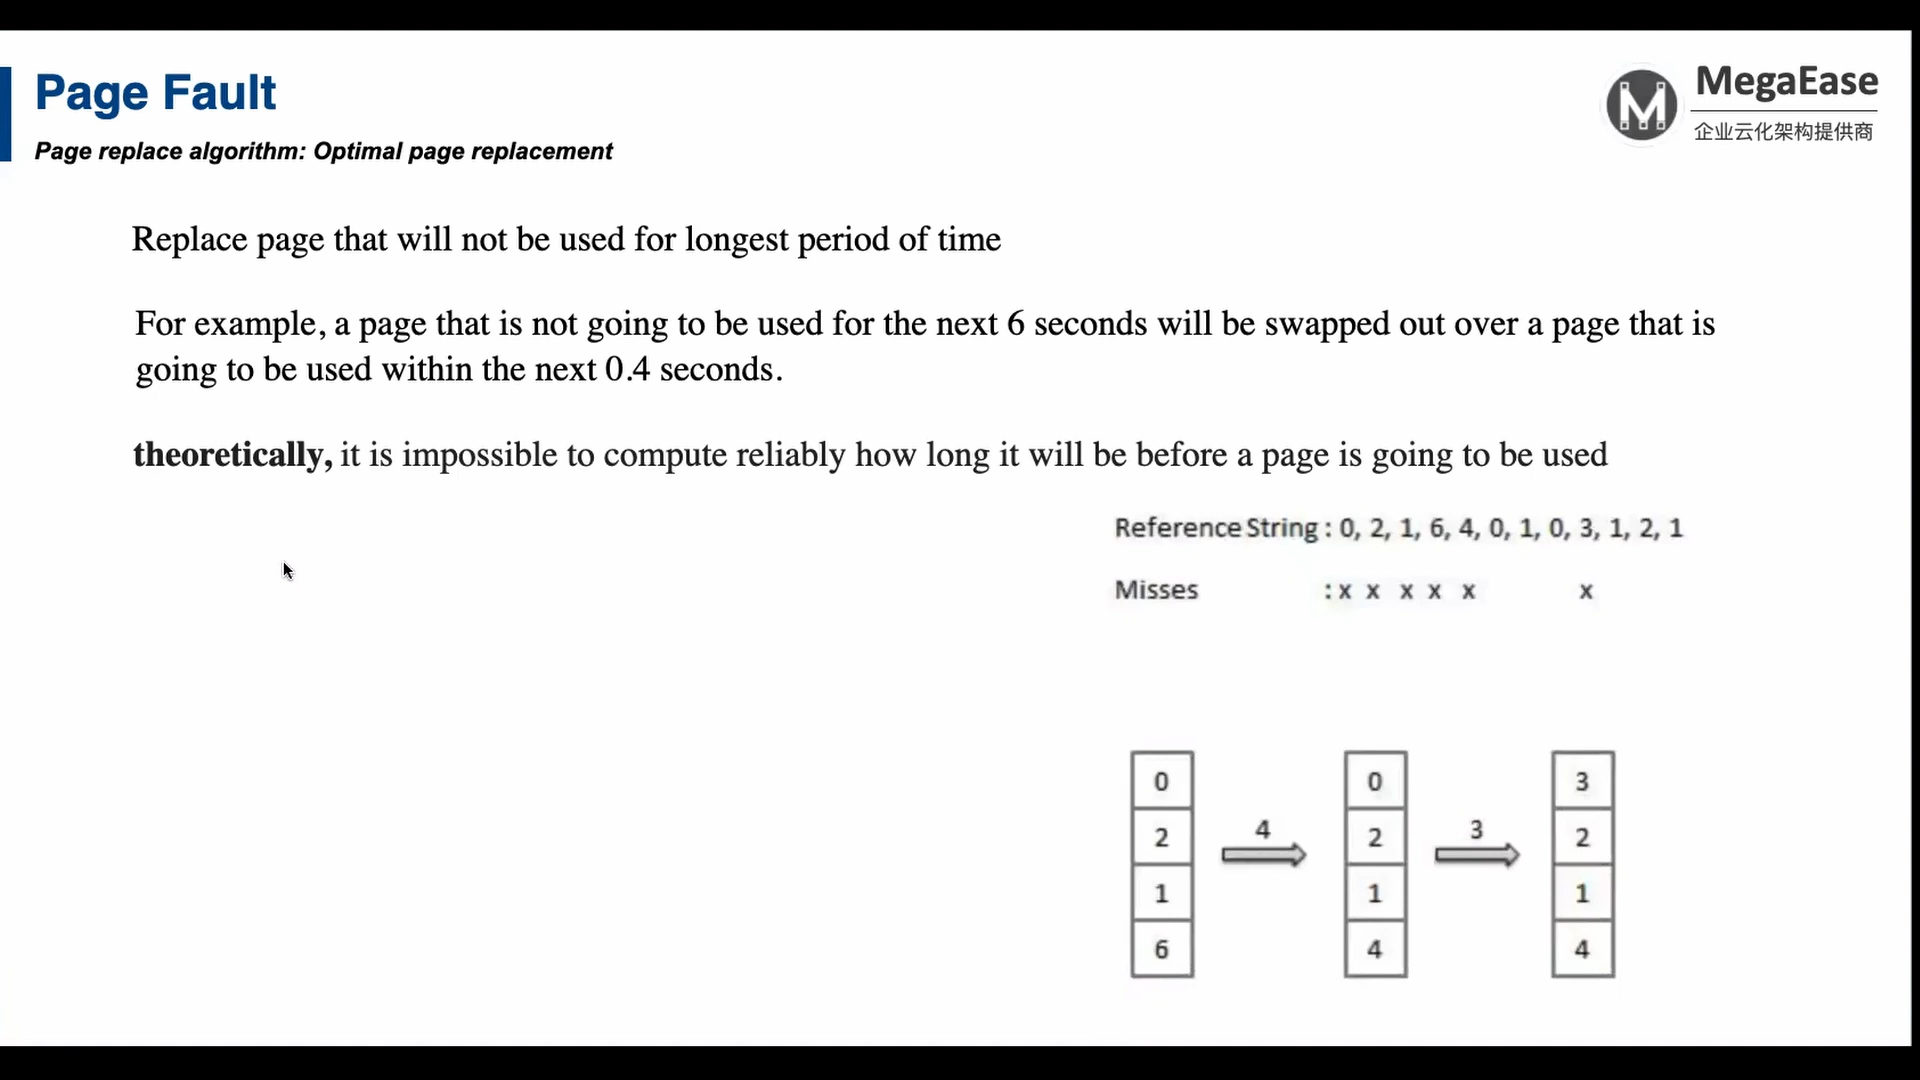 Page Fault
Page replace algorithm: Optimal page replacement
MegaEase
企业云化架构提供商
Replace page that will not be used for longest period of time
For example, a page that is not going to be used for the next 6 seconds will be swapped out over a page that is
going to be used within the next 0.4 seconds.
theoretically, it is impossible to compute reliably how long it will be before a page is going to be used
Reference String : 0, 2, 1, 6, 4, 0, 1, 0, 3, 1, 2, 1
Misses : x x x x x x
0 0 3
4 3
2 2 2
1 1 1
6 4 4